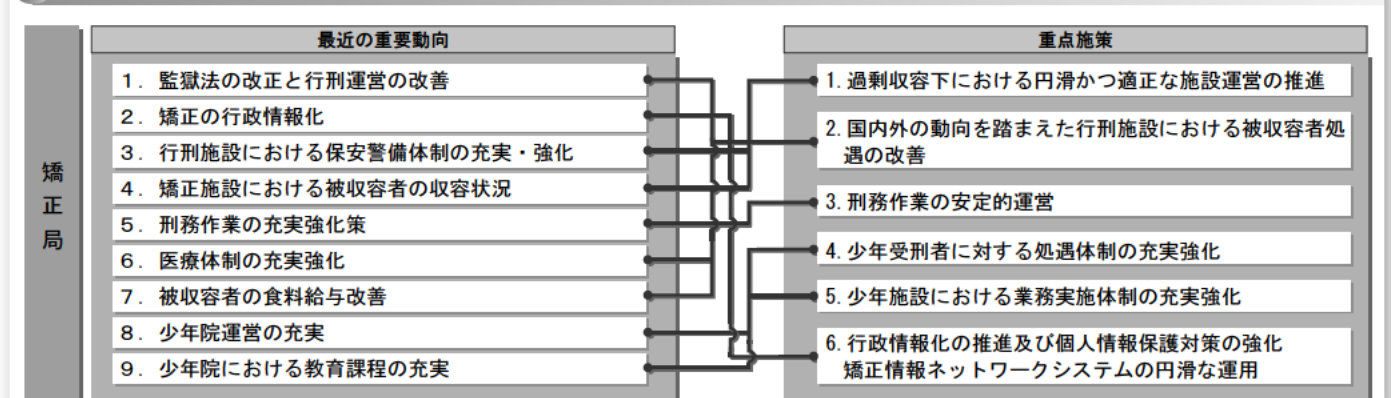 矯正局
最近の重要動向
1. 監獄法の改正と行刑運営の改善
2. 矯正の行政情報化
3. 行刑施設における保安警備体制の充実・強化
4. 矯正施設における被収容者の収容状況
5. 刑務作業の充実強化策
6. 医療体制の充実強化
7. 被収容者の食料給与改善
8. 少年院運営の充実
9. 少年院における教育課程の充実
重点施策
1. 過剰収容下における円滑かつ適正な施設運営の推進
2. 国内外の動向を踏まえた行刑施設における被収容者処
遇の改善
3. 刑務作業の安定的運営
4. 少年受刑者に対する処遇体制の充実強化
5. 少年施設における業務実施体制の充実強化
6. 行政情報化の推進及び個人情報保護対策の強化
矯正情報ネットワークシステムの円滑な運用